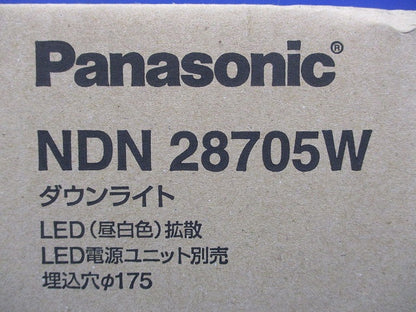 Panasonic®
NDN 28705W
ダウンライト
LED（昼白色）拡散
LED電源ユニット別売
埋込穴φ175